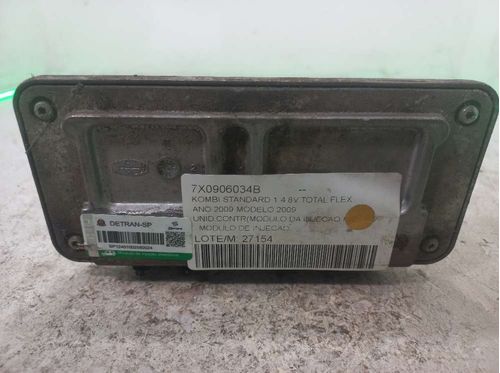 7X0906034B
KOMBI STANDARD 1.4 8V TOTAL FLEX
ANO 2009 MODELO 2009
UNID CONTR/MODULO DA INJECAO
MODULO DE INJECAO
LOTE/M: 27154
DETRAN-SP